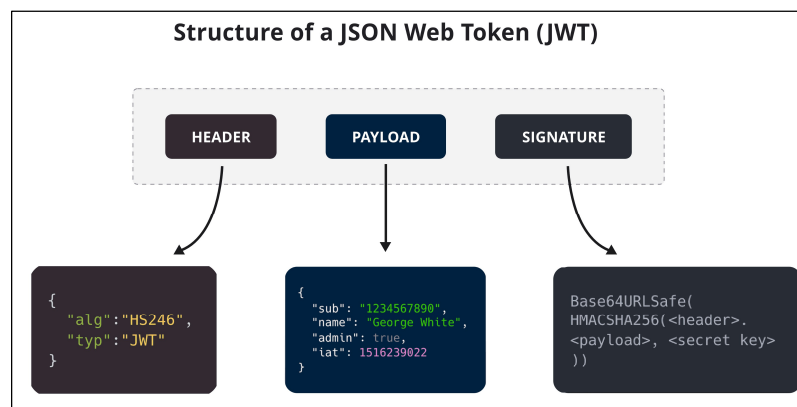 Structure of a JSON Web Token (JWT)
HEADER
PAYLOAD
SIGNATURE
{
"alg":"HS246",
"typ":"JWT"
}
{
"sub": "1234567890",
"name": "George White",
"admin": true,
"iat": 1516239022
}
Base64URLSafe(
HMACSHA256(<header>.
<payload>, <secret key>
))